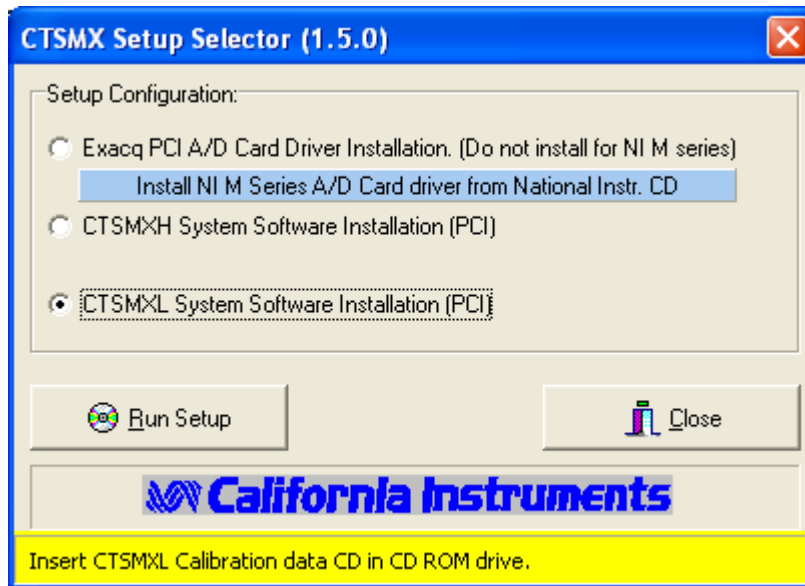 CTSMX Setup Selector (1.5.0)
Setup Configuration:
Exacq PCI A/D Card Driver Installation. (Do not install for NI M series)
Install NI M Series A/D Card driver from National Instr. CD
CTSMXH System Software Installation (PCI)
CTSMXL System Software Installation (PCI)
Run Setup
Close
California Instruments
Insert CTSMXL Calibration data CD in CD ROM drive.